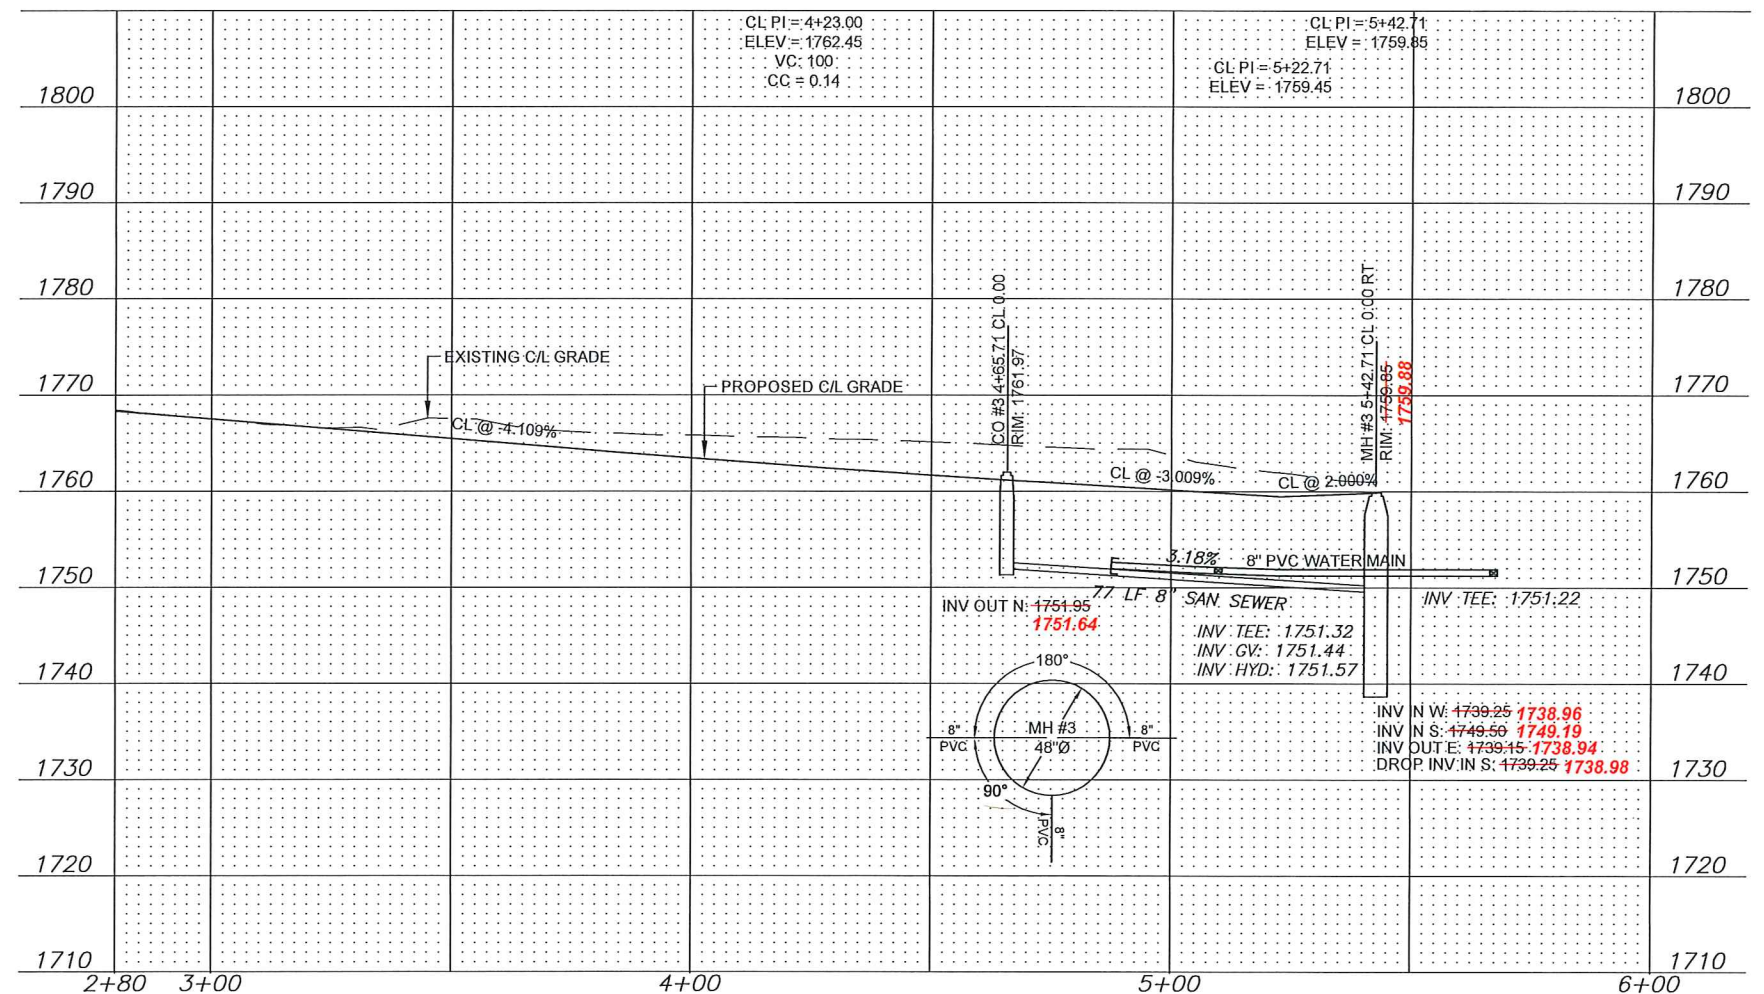 CL PI = 4+23.00
ELEV = 1762.45
VC: 100
CC = 0.14
CL PI = 5+42.71
ELEV = 1759.85
CL PI = 5+22.71
ELEV = 1759.45
1800 1800
1790 1790
1780 1780
1770 1770
1760 1760
1750 1750
1740 1740
1730 1730
1720 1720
1710 1710
EXISTING C/L GRADE
PROPOSED C/L GRADE
CO #3 4+65.71 CL 0.00
RIM: 1761.97
MH #3 5+42.71 CL 0.00 RT
RIM: 1759.85
1759.88
CL @ -4.109%
CL @ -3.009%
CL @ 2.000%
3.18%
8" PVC WATER MAIN
77 LF 8" SAN SEWER
INV TEE: 1751.22
INV OUT N: 1751.95
1751.64
INV TEE: 1751.32
INV GV: 1751.44
INV HYD: 1751.57
180°
8"
PVC
MH #3
48"Ø
8"
PVC
90°
8"
PVC
INV IN W: 1739.25 1738.96
INV IN S: 1749.50 1749.19
INV OUT E: 1739.15 1738.94
DROP INV IN S: 1739.25 1738.98
2+80 3+00 4+00 5+00 6+00